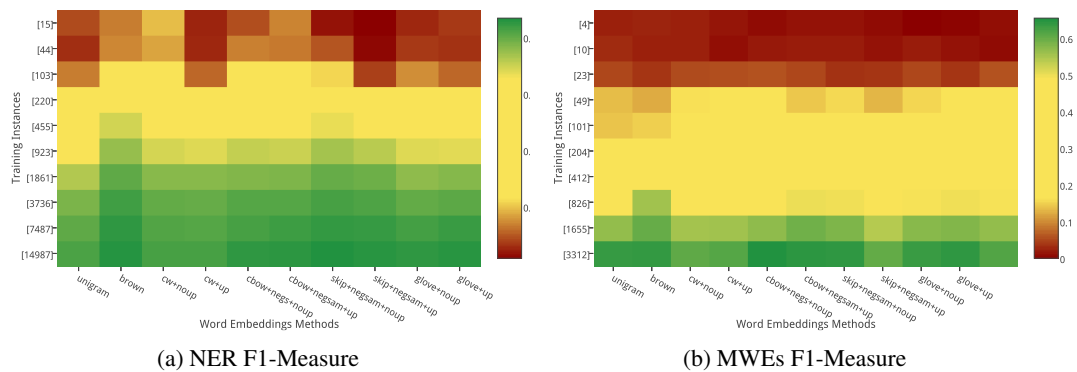 [15]
[44]
[103]
[220]
[455]
[923]
[1861]
[3736]
[7487]
[14987]
Training Instances
0.
0.
0.
0.
unigram
brown
cw+noup
cw+up
cbow+negs+noup
cbow+negsam+up
skip+negsam+noup
skip+negsam+up
glove+noup
glove+up
Word Embeddings Methods
(a) NER F1-Measure
[4]
[10]
[23]
[49]
[101]
[204]
[412]
[826]
[1655]
[3312]
Training Instances
0.6
0.5
0.4
0.3
0.2
0.1
0
unigram
brown
cw+noup
cw+up
cbow+negs+noup
cbow+negsam+up
skip+negsam+noup
skip+negsam+up
glove+noup
glove+up
Word Embeddings Methods
(b) MWEs F1-Measure